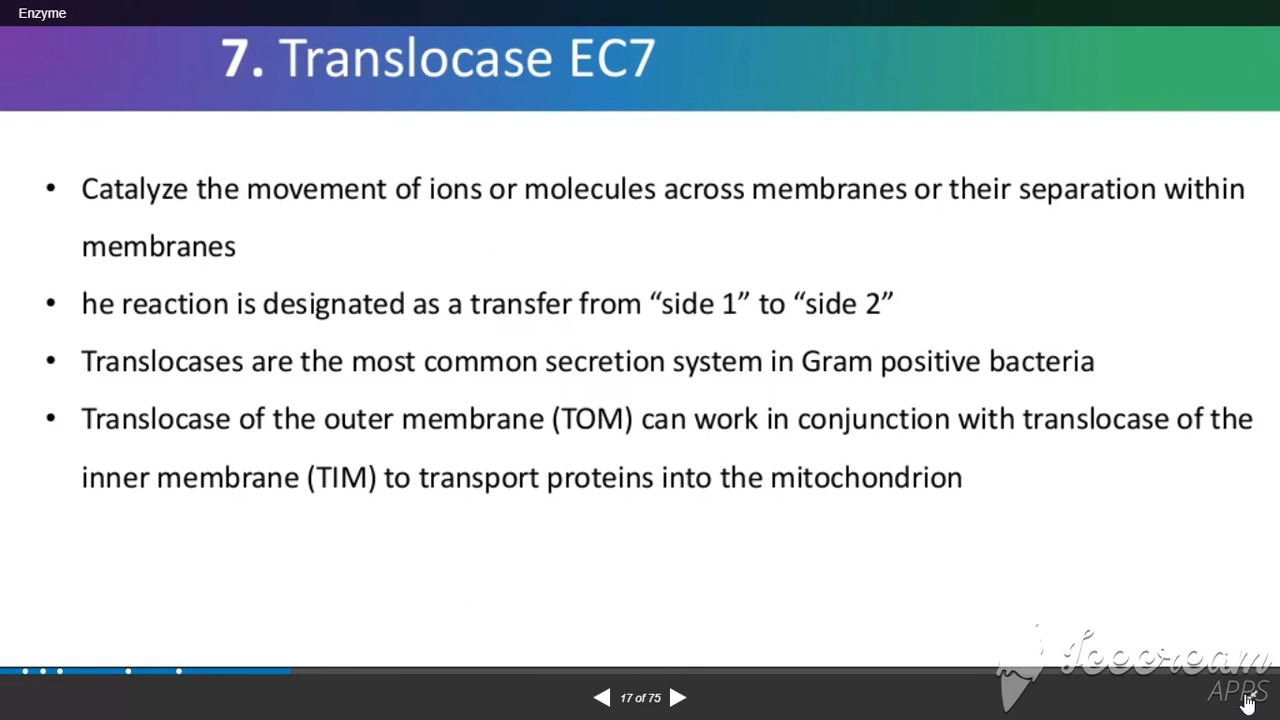 Enzyme
7. Translocase EC7
• Catalyze the movement of ions or molecules across membranes or their separation within
membranes
• he reaction is designated as a transfer from “side 1” to “side 2”
• Translocases are the most common secretion system in Gram positive bacteria
• Translocase of the outer membrane (TOM) can work in conjunction with translocase of the
inner membrane (TIM) to transport proteins into the mitochondrion
Icecream
APPS
17 of 75